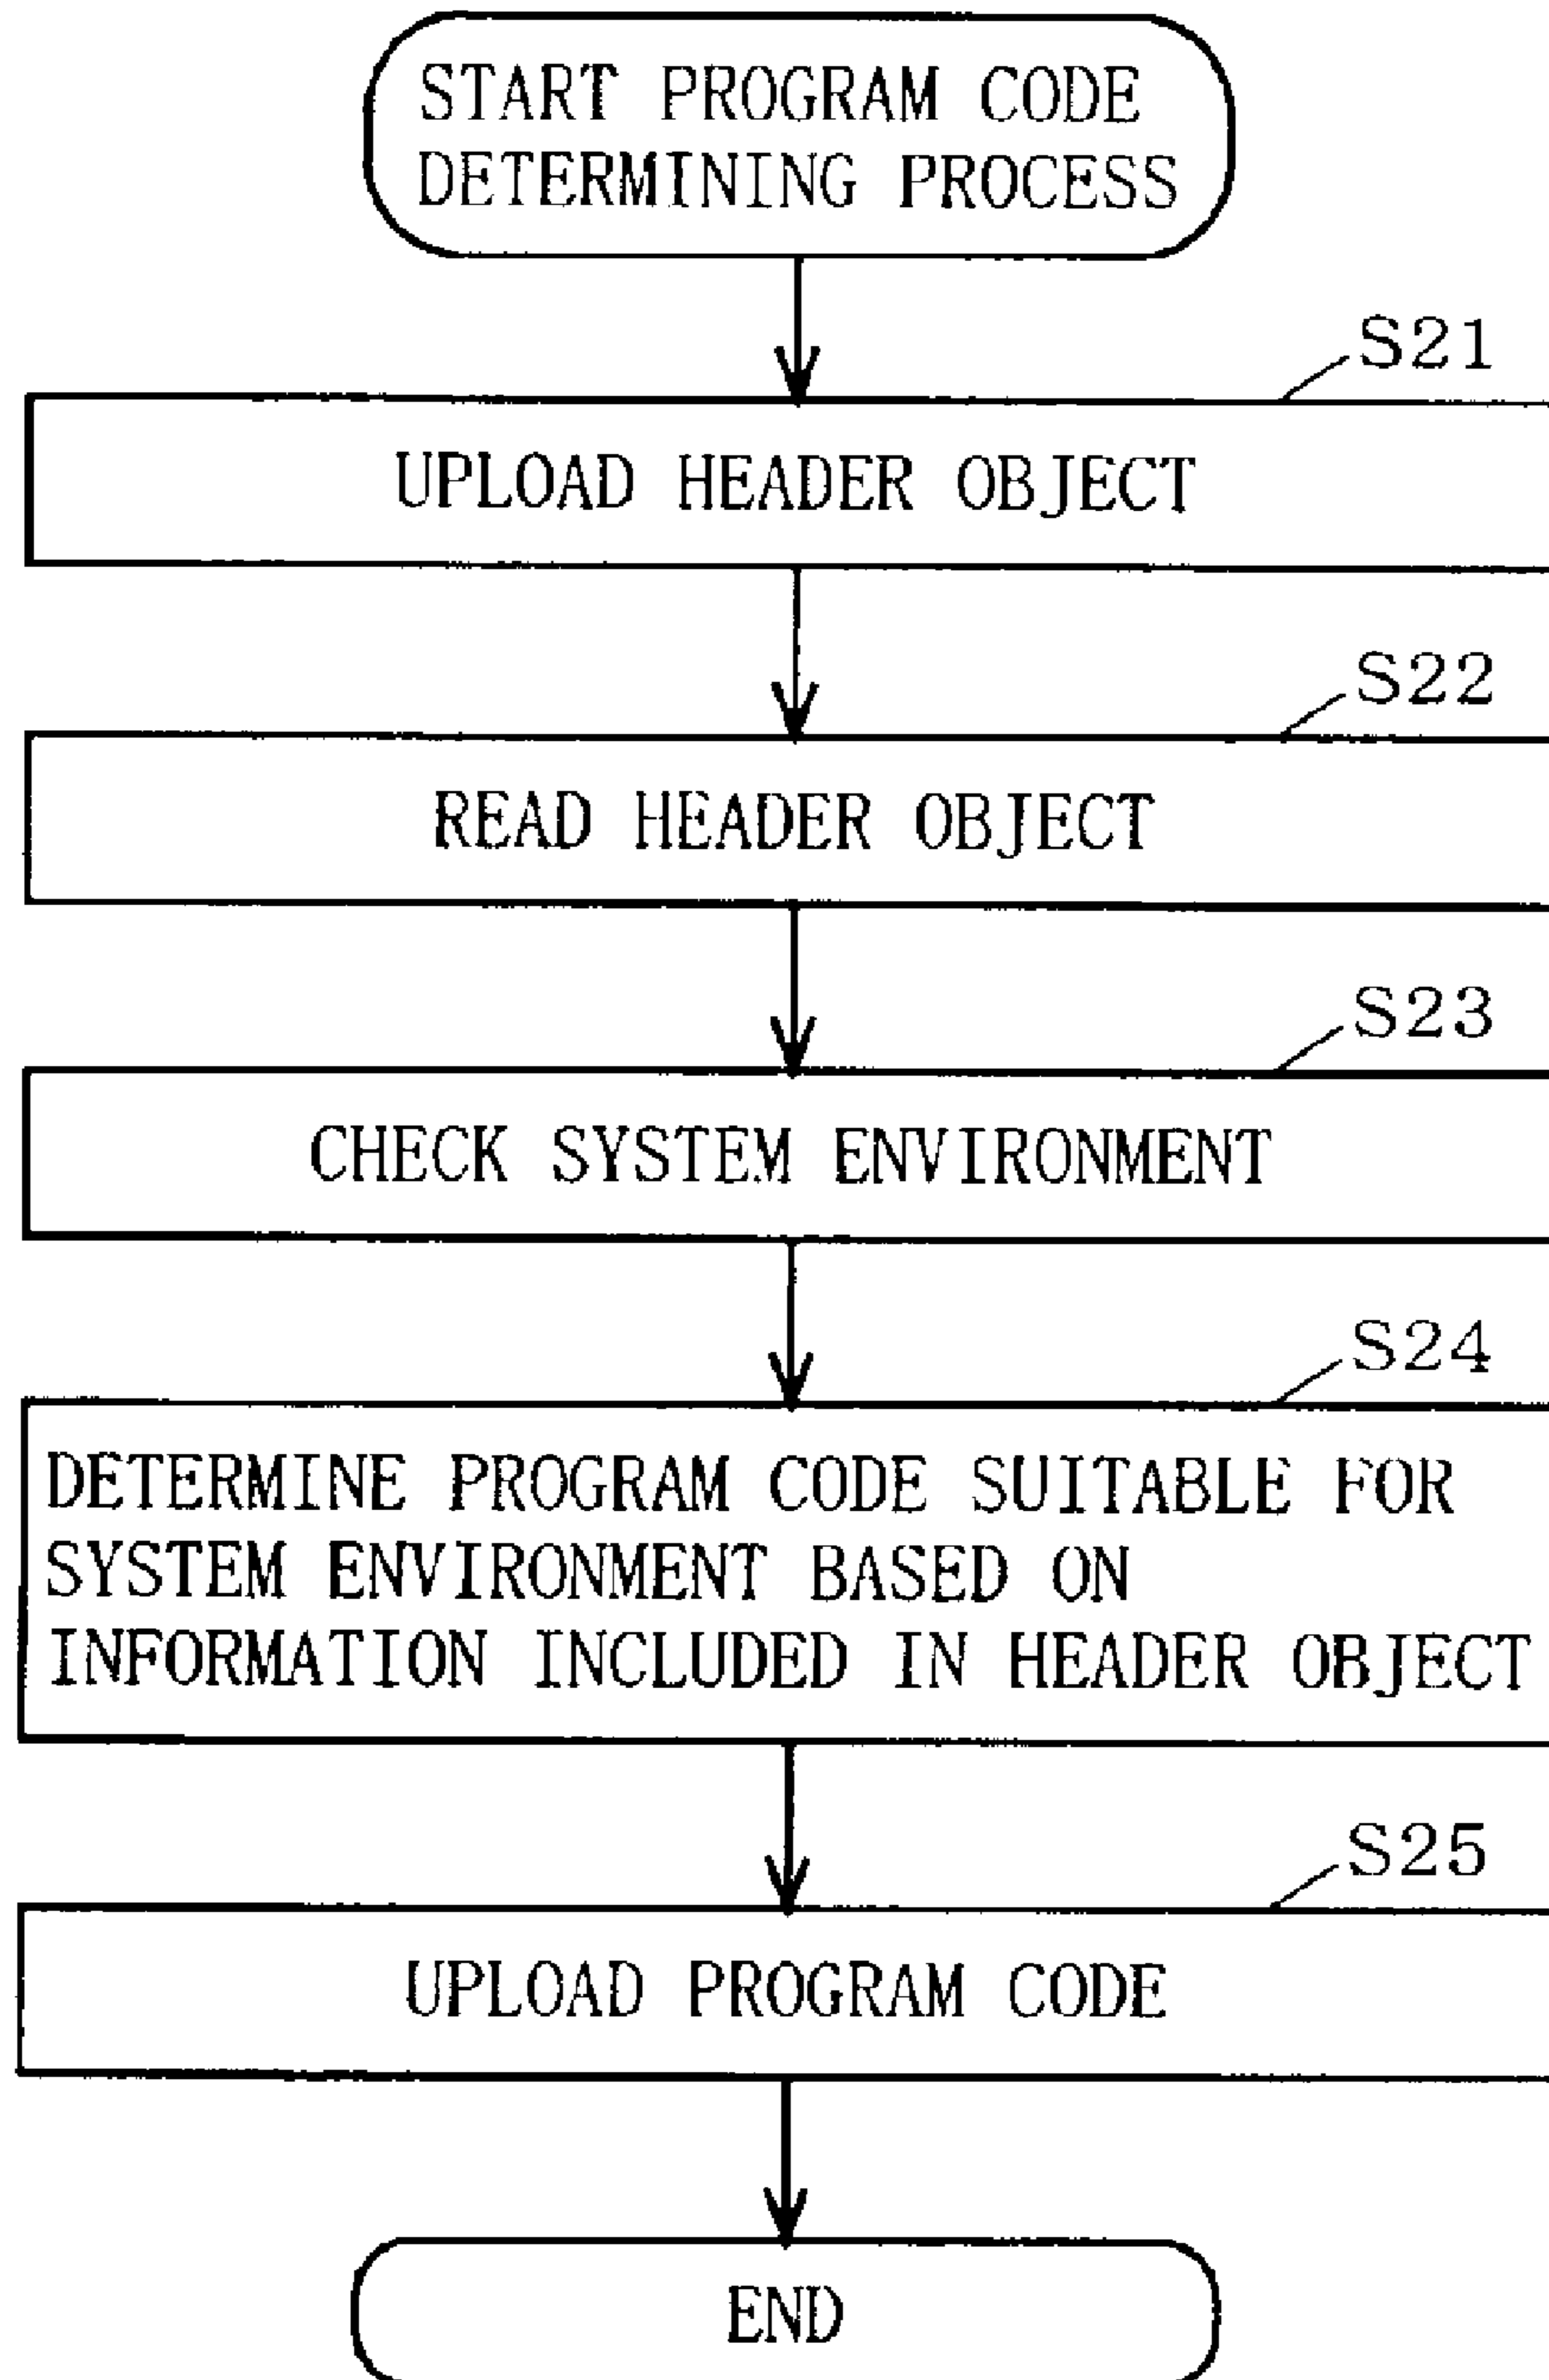 START PROGRAM CODE
DETERMINING PROCESS
S21
UPLOAD HEADER OBJECT
S22
READ HEADER OBJECT
S23
CHECK SYSTEM ENVIRONMENT
S24
DETERMINE PROGRAM CODE SUITABLE FOR
SYSTEM ENVIRONMENT BASED ON
INFORMATION INCLUDED IN HEADER OBJECT
S25
UPLOAD PROGRAM CODE
END